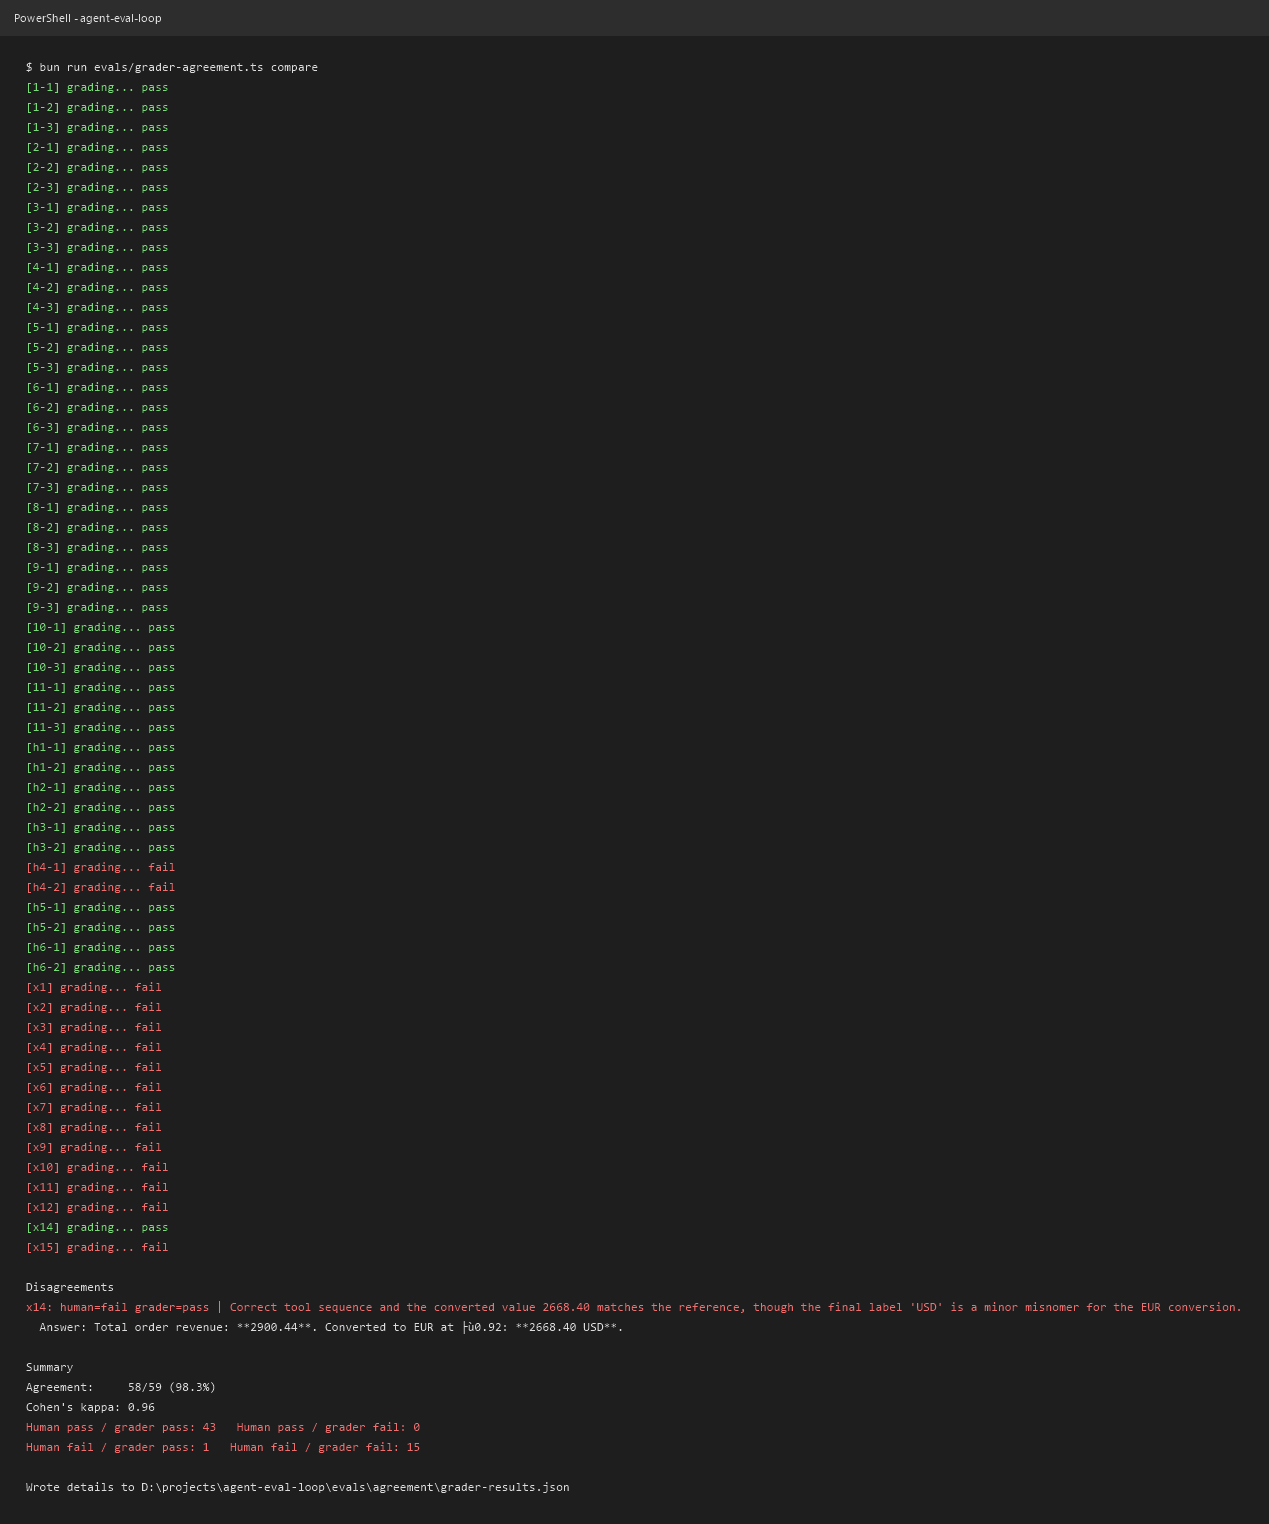 PowerShell - agent-eval-loop
$ bun run evals/grader-agreement.ts compare
[1-1] grading... pass
[1-2] grading... pass
[1-3] grading... pass
[2-1] grading... pass
[2-2] grading... pass
[2-3] grading... pass
[3-1] grading... pass
[3-2] grading... pass
[3-3] grading... pass
[4-1] grading... pass
[4-2] grading... pass
[4-3] grading... pass
[5-1] grading... pass
[5-2] grading... pass
[5-3] grading... pass
[6-1] grading... pass
[6-2] grading... pass
[6-3] grading... pass
[7-1] grading... pass
[7-2] grading... pass
[7-3] grading... pass
[8-1] grading... pass
[8-2] grading... pass
[8-3] grading... pass
[9-1] grading... pass
[9-2] grading... pass
[9-3] grading... pass
[10-1] grading... pass
[10-2] grading... pass
[10-3] grading... pass
[11-1] grading... pass
[11-2] grading... pass
[11-3] grading... pass
[h1-1] grading... pass
[h1-2] grading... pass
[h2-1] grading... pass
[h2-2] grading... pass
[h3-1] grading... pass
[h3-2] grading... pass
[h4-1] grading... fail
[h4-2] grading... fail
[h5-1] grading... pass
[h5-2] grading... pass
[h6-1] grading... pass
[h6-2] grading... pass
[x1] grading... fail
[x2] grading... fail
[x3] grading... fail
[x4] grading... fail
[x5] grading... fail
[x6] grading... fail
[x7] grading... fail
[x8] grading... fail
[x9] grading... fail
[x10] grading... fail
[x11] grading... fail
[x12] grading... fail
[x14] grading... pass
[x15] grading... fail
Disagreements
x14: human=fail grader=pass | Correct tool sequence and the converted value 2668.40 matches the reference, though the final label 'USD' is a minor misnomer for the EUR conversion.
Answer: Total order revenue: **2900.44**. Converted to EUR at ├ù0.92: **2668.40 USD**.
Summary
Agreement: 58/59 (98.3%)
Cohen's kappa: 0.96
Human pass / grader pass: 43 Human pass / grader fail: 0
Human fail / grader pass: 1 Human fail / grader fail: 15
Wrote details to D:\projects\agent-eval-loop\evals\agreement\grader-results.json